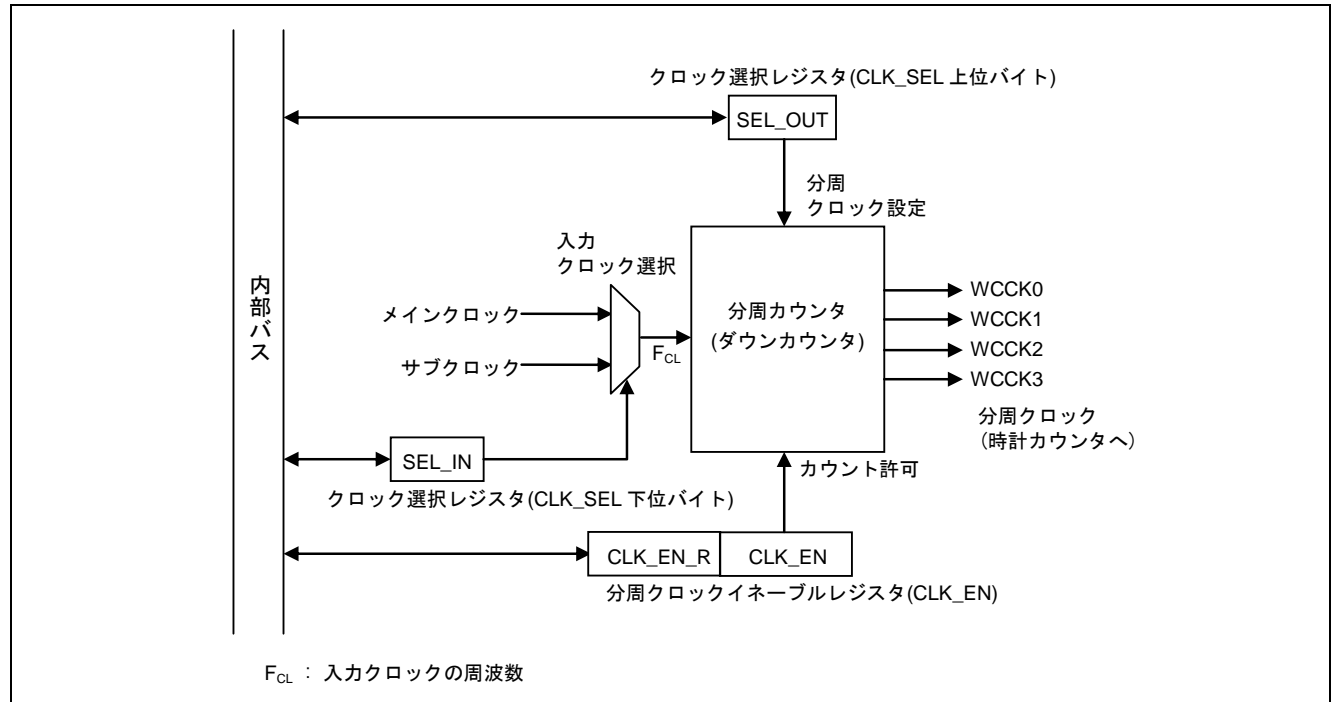 クロック選択レジスタ(CLK_SEL 上位バイト)
SEL_OUT
分周
クロック設定
入力
クロック選択
内部バス
メインクロック
サブクロック
FCL
分周カウンタ
(ダウンカウンタ)
WCCK0
WCCK1
WCCK2
WCCK3
分周クロック
(時計カウンタへ)
SEL_IN
クロック選択レジスタ(CLK_SEL 下位バイト)
カウント許可
CLK_EN_R
CLK_EN
分周クロックイネーブルレジスタ(CLK_EN)
FCL : 入力クロックの周波数